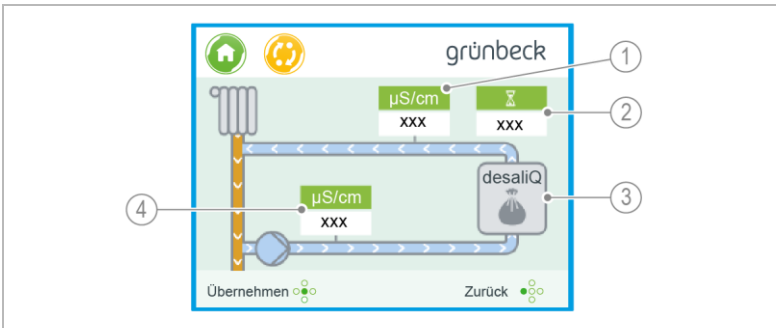 grünbeck
1
µS/cm
xxx
xxx
2
desaliQ
3
4
µS/cm
xxx
Übernehmen
Zurück